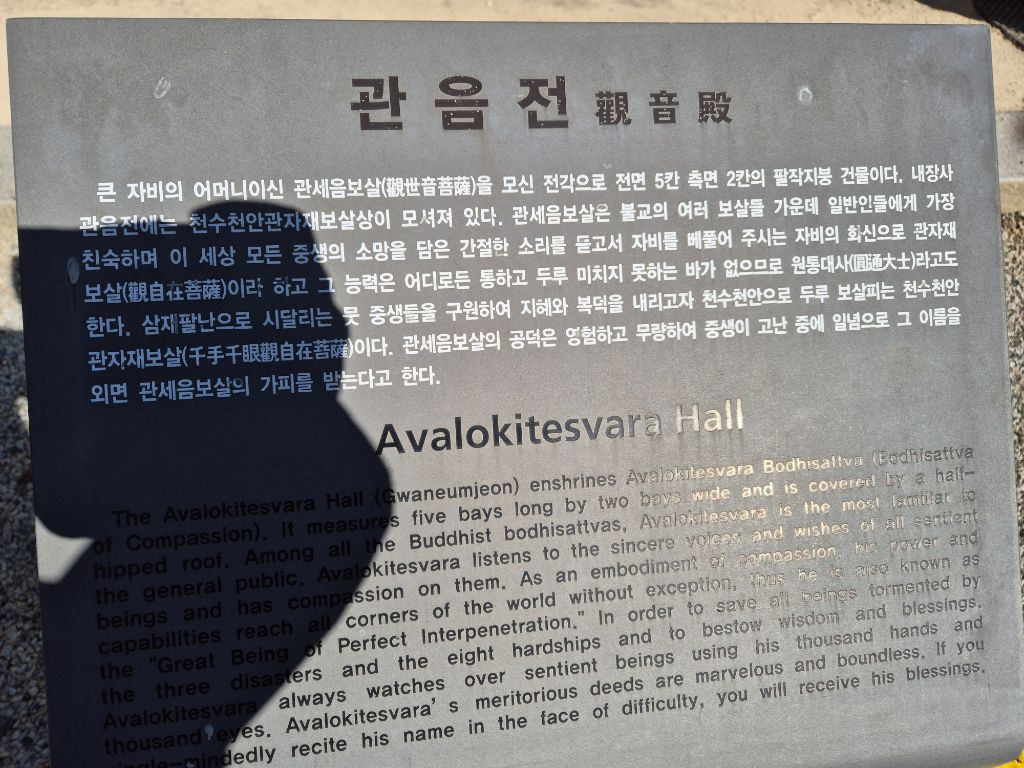 관음전 觀音殿
큰 자비의 어머니이신 관세음보살(觀世音菩薩)을 모신 전각으로 전면 5칸 측면 2칸의 팔작지붕 건물이다. 내장사
관음전에는 천수천안관자재보살상이 모셔져 있다. 관세음보살은 불교의 여러 보살들 가운데 일반인들에게 가장
친숙하며 이 세상 모든 중생의 소망을 담은 간절한 소리를 듣고서 자비를 베풀어 주시는 자비의 화신으로 관자재
보살(觀自在菩薩)이라 하고 그 능력은 어디로든 통하고 두루 미치지 못하는 바가 없으므로 원통대사(圓通大士)라고도
한다. 삼재팔난으로 시달리는 뭇 중생들을 구원하여 지혜와 복덕을 내리고자 천수천안으로 두루 보살피는 천수천안
관자재보살(千手千眼觀自在菩薩)이다. 관세음보살의 공덕은 영험하고 무량하여 중생이 고난 중에 일념으로 그 이름을
외면 관세음보살의 가피를 받는다고 한다.
Avalokitesvara Hall
The Avalokitesvara Hall (Gwaneumjeon) enshrines Avalokitesvara Bodhisattva (Bodhisattva
of Compassion). It measures five bays long by two bays wide and is covered by a half-
hipped roof. Among all the Buddhist bodhisattvas, Avalokitesvara is the most familiar to
the general public. Avalokitesvara listens to the sincere voices and wishes of all sentient
beings and has compassion on them. As an embodiment of compassion, his power and
capabilities reach all corners of the world without exception, thus he is also known as
the "Great Being of Perfect Interpenetration." In order to save all beings tormented by
the three disasters and the eight hardships and to bestow wisdom and blessings,
Avalokitesvara always watches over sentient beings using his thousand hands and
thousand eyes. Avalokitesvara's meritorious deeds are marvelous and boundless. If you
single-mindedly recite his name in the face of difficulty, you will receive his blessings.